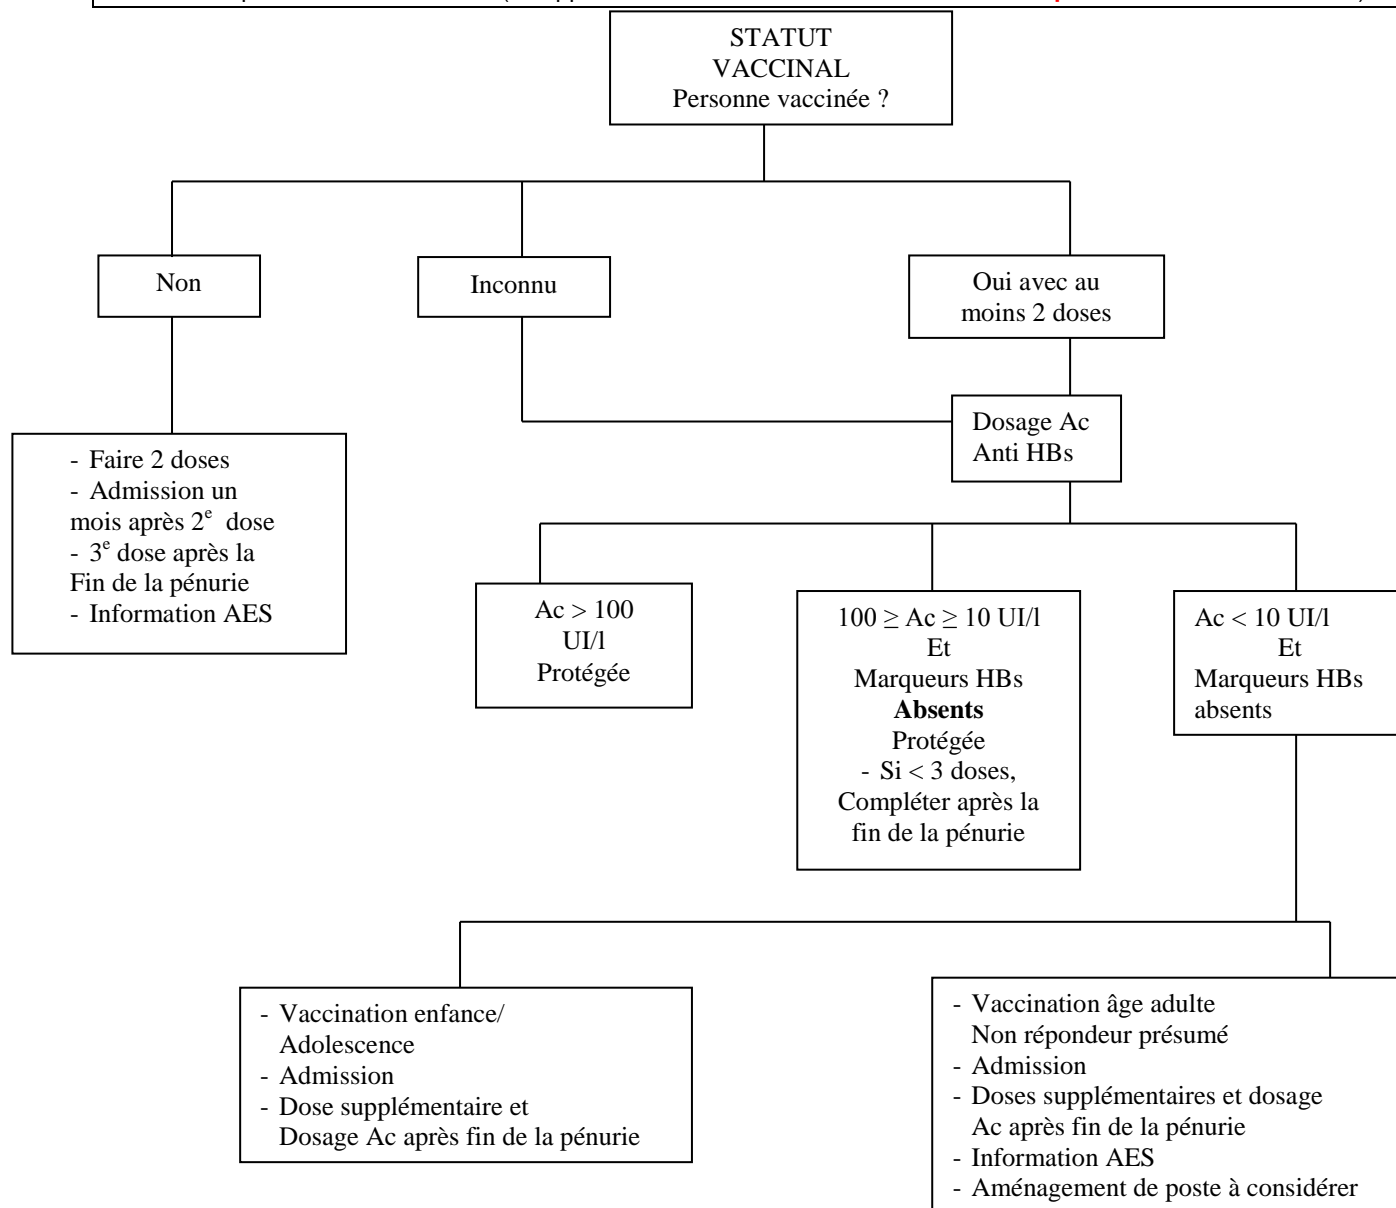 STATUT
VACCINAL
Personne vaccinée ?
Non
Inconnu
Oui avec au
moins 2 doses
Dosage Ac
Anti HBs
- Faire 2 doses
- Admission un
mois après 2e dose
- 3e dose après la
Fin de la pénurie
- Information AES
Ac > 100
UI/l
Protégée
100 ≥ Ac ≥ 10 UI/l
Et
Marqueurs HBs
Absents
Protégée
- Si < 3 doses,
Compléter après la
fin de la pénurie
Ac < 10 UI/l
Et
Marqueurs HBs
absents
- Vaccination enfance/
Adolescence
- Admission
- Dose supplémentaire et
Dosage Ac après fin de la pénurie
- Vaccination âge adulte
Non répondeur présumé
- Admission
- Doses supplémentaires et dosage
Ac après fin de la pénurie
- Information AES
- Aménagement de poste à considérer